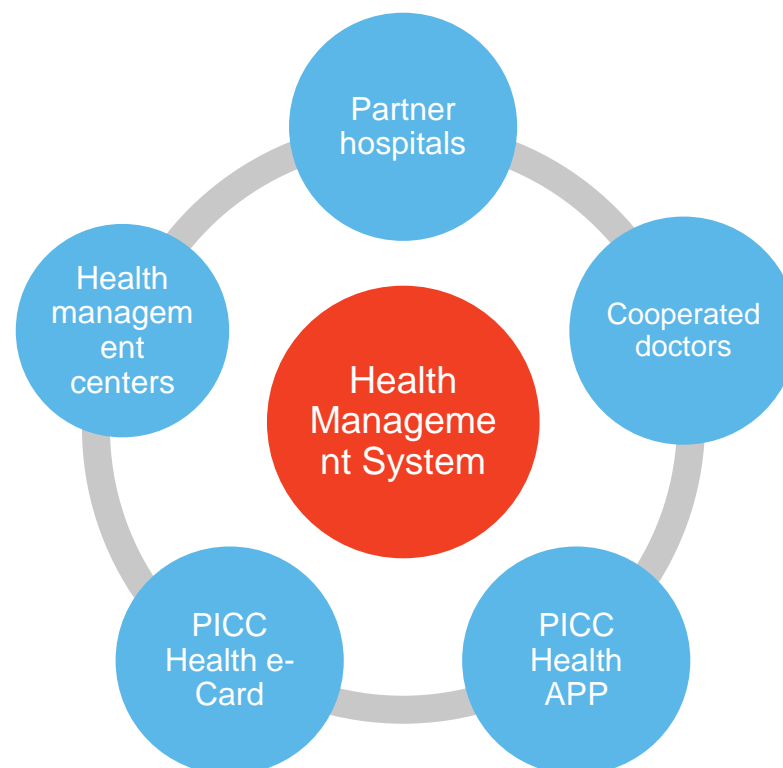 Partner
hospitals
Health
managem
ent
centers
Cooperated
doctors
Health
Manageme
nt System
PICC
Health e-
Card
PICC
Health
APP